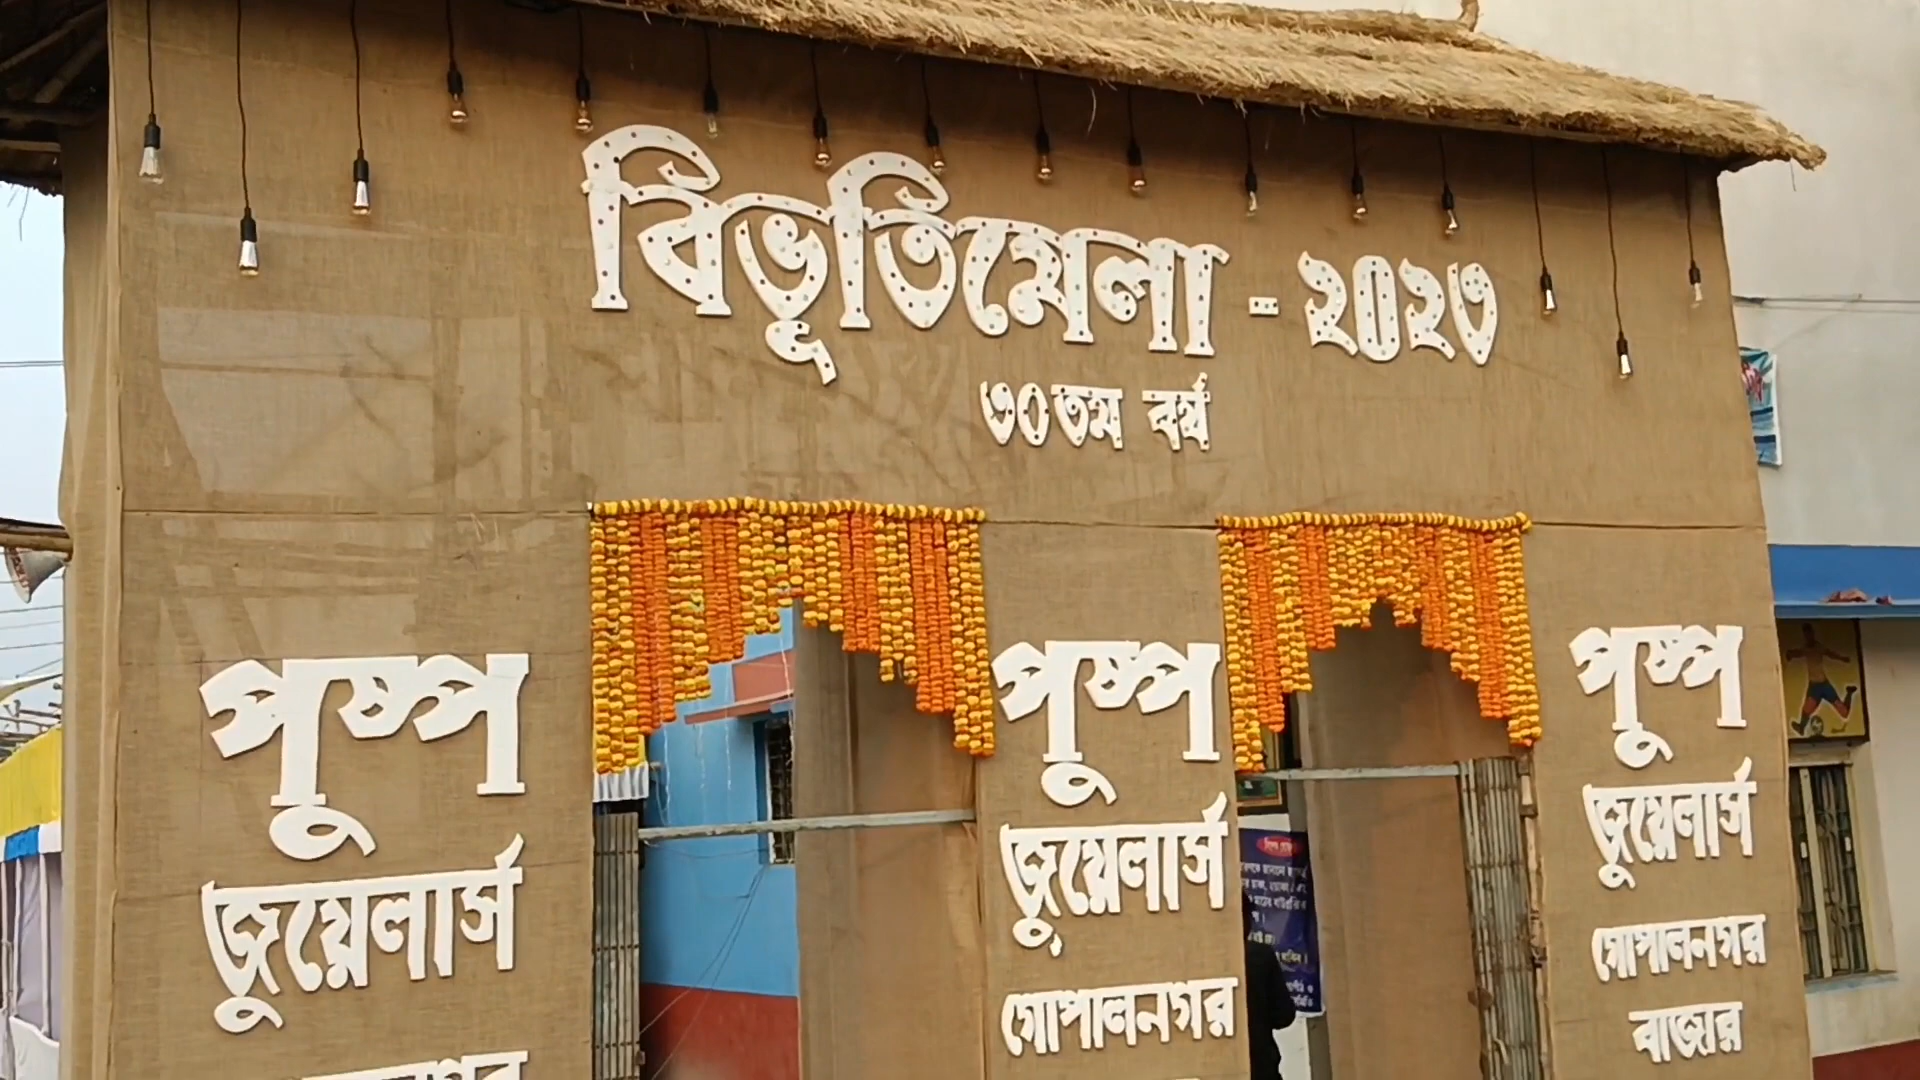 বিভূতিমেলা - ২০২৩
৩০তম বর্ষ
পুষ্প
জুয়েলার্স
পুষ্প
জুয়েলার্স
গোপালনগর
পুষ্প
জুয়েলার্স
গোপালনগর
বাজার